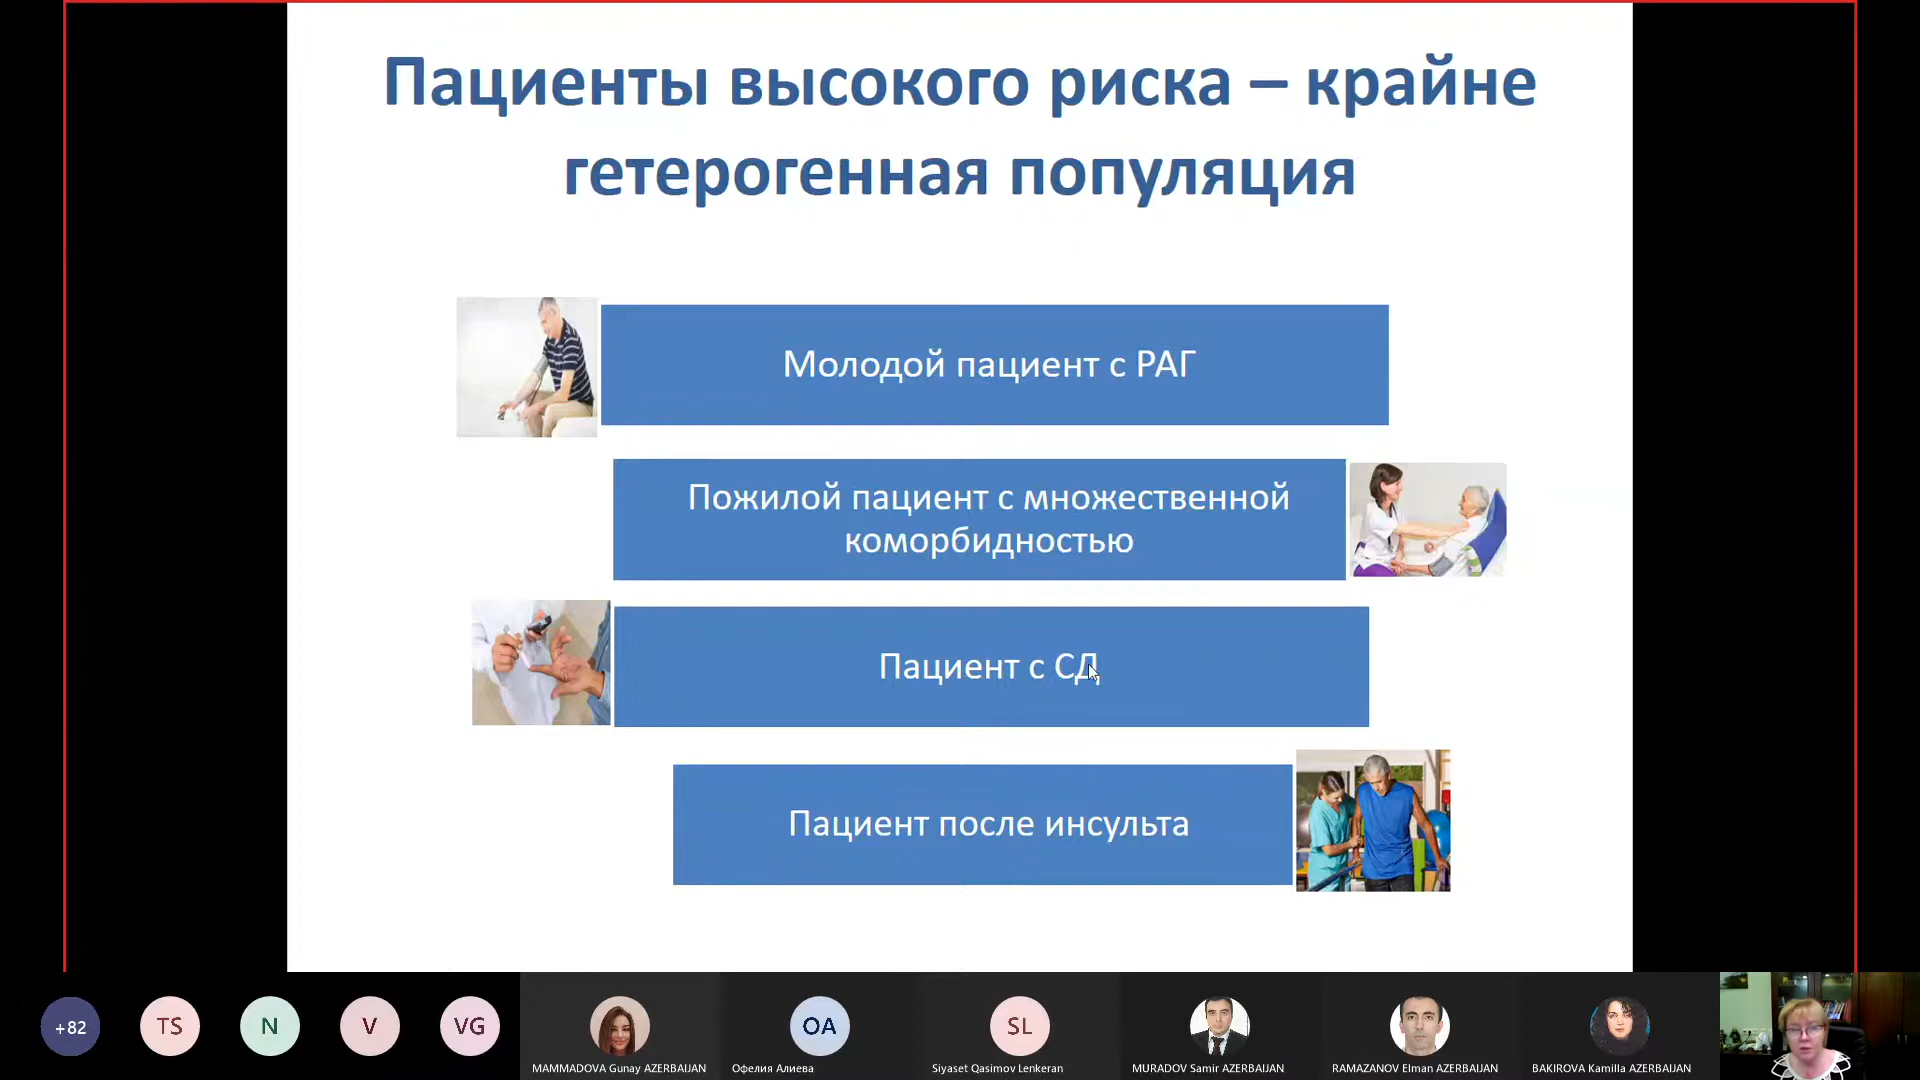 Пациенты высокого риска – крайне
гетерогенная популяция
Молодой пациент с РАГ
Пожилой пациент с множественной
коморбидностью
Пациент с СД
Пациент после инсульта
+82
TS
N
V
VG
OA
SL
MAMMADOVA Gunay AZERBAIJAN
Офелия Алиева
Siyaset Qasimov Lenkeran
MURADOV Samir AZERBAIJAN
RAMAZANOV Elman AZERBAIJAN
BAKIROVA Kamilla AZERBAIJAN